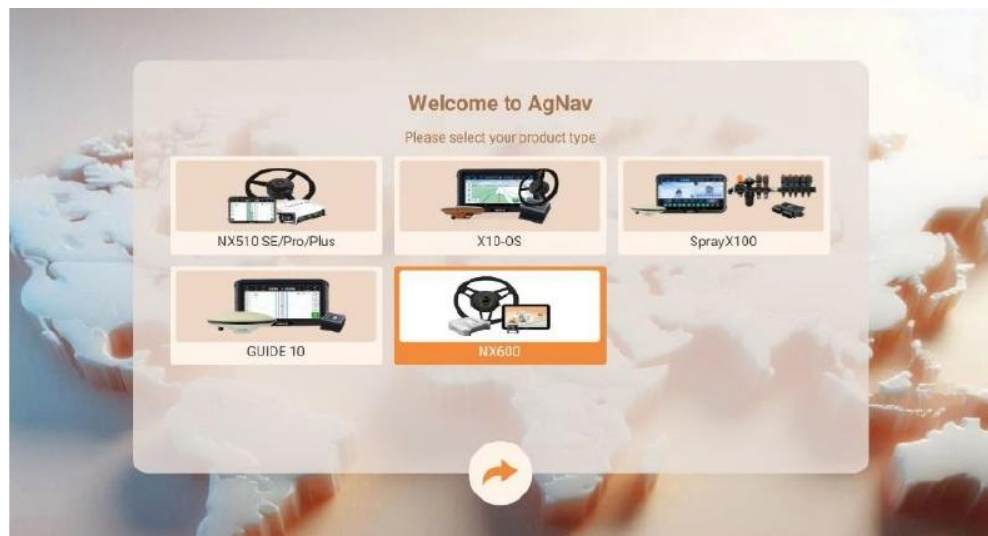 Welcome to AgNav
Please select your product type
NX510 SE/Pro/Plus
X10-OS
SprayX100
GUIDE 10
NX600